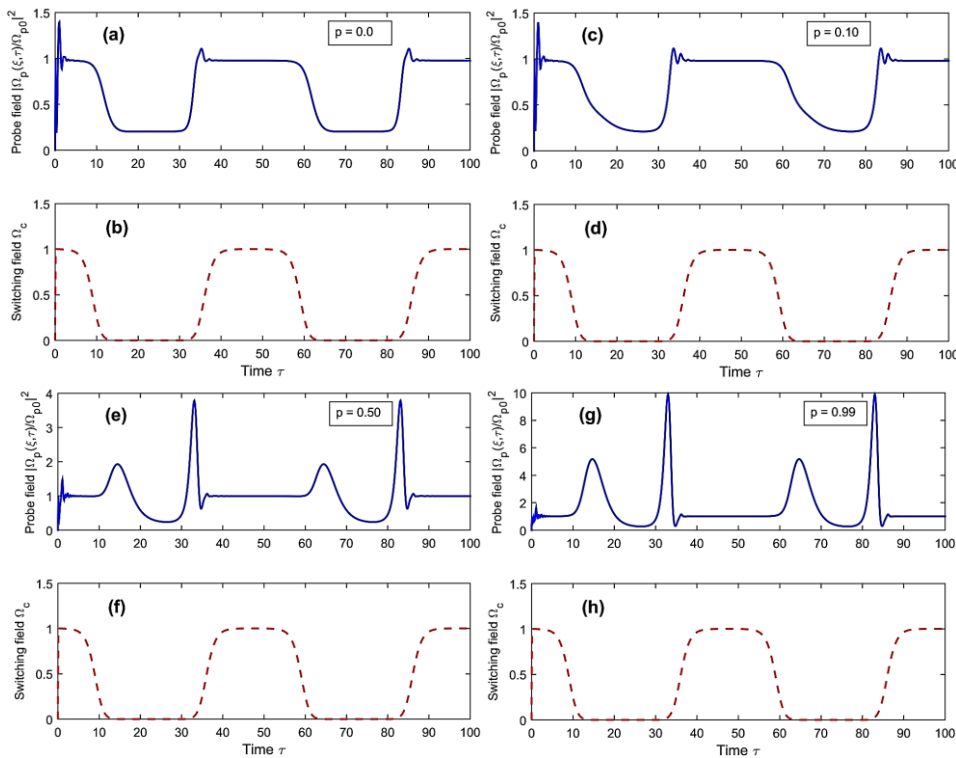 (a)
p = 0.0
Probe field |Ω_p(ξ,τ)/Ω_p0|²
1.5
1
0.5
0
0 10 20 30 40 50 60 70 80 90 100
(b)
Switching field Ω_c
1.5
1
0.5
0
0 10 20 30 40 50 60 70 80 90 100
Time τ
(c)
p = 0.10
Probe field |Ω_p(ξ,τ)/Ω_p0|²
1.5
1
0.5
0
0 10 20 30 40 50 60 70 80 90 100
(d)
Switching field Ω_c
1.5
1
0.5
0
0 10 20 30 40 50 60 70 80 90 100
Time τ
(e)
p = 0.50
Probe field |Ω_p(ξ,τ)/Ω_p0|²
4
3
2
1
0
0 10 20 30 40 50 60 70 80 90 100
(f)
Switching field Ω_c
1.5
1
0.5
0
0 10 20 30 40 50 60 70 80 90 100
Time τ
(g)
p = 0.99
Probe field |Ω_p(ξ,τ)/Ω_p0|²
10
8
6
4
2
0
0 10 20 30 40 50 60 70 80 90 100
(h)
Switching field Ω_c
1.5
1
0.5
0
0 10 20 30 40 50 60 70 80 90 100
Time τ